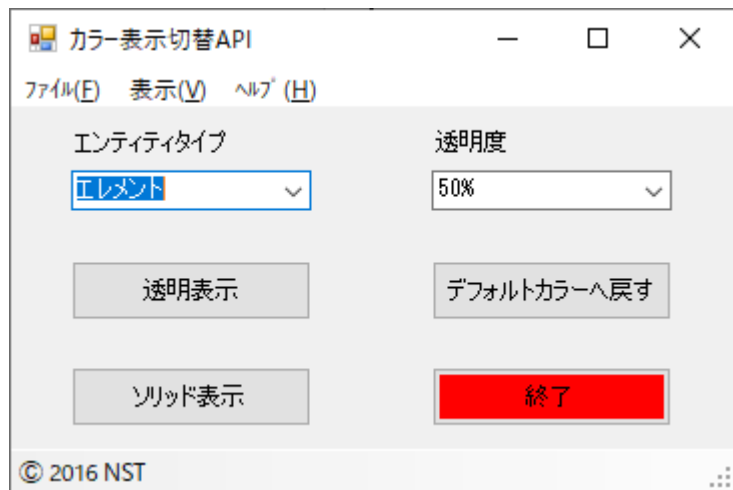 カラー表示切替API
ﾌｧｲﾙ(F) 表示(V) ﾍﾙﾌﾟ(H)
エンティティタイプ 透明度
エレメント 50%
透明表示 デフォルトカラーへ戻す
ソリッド表示 終了
© 2016 NST